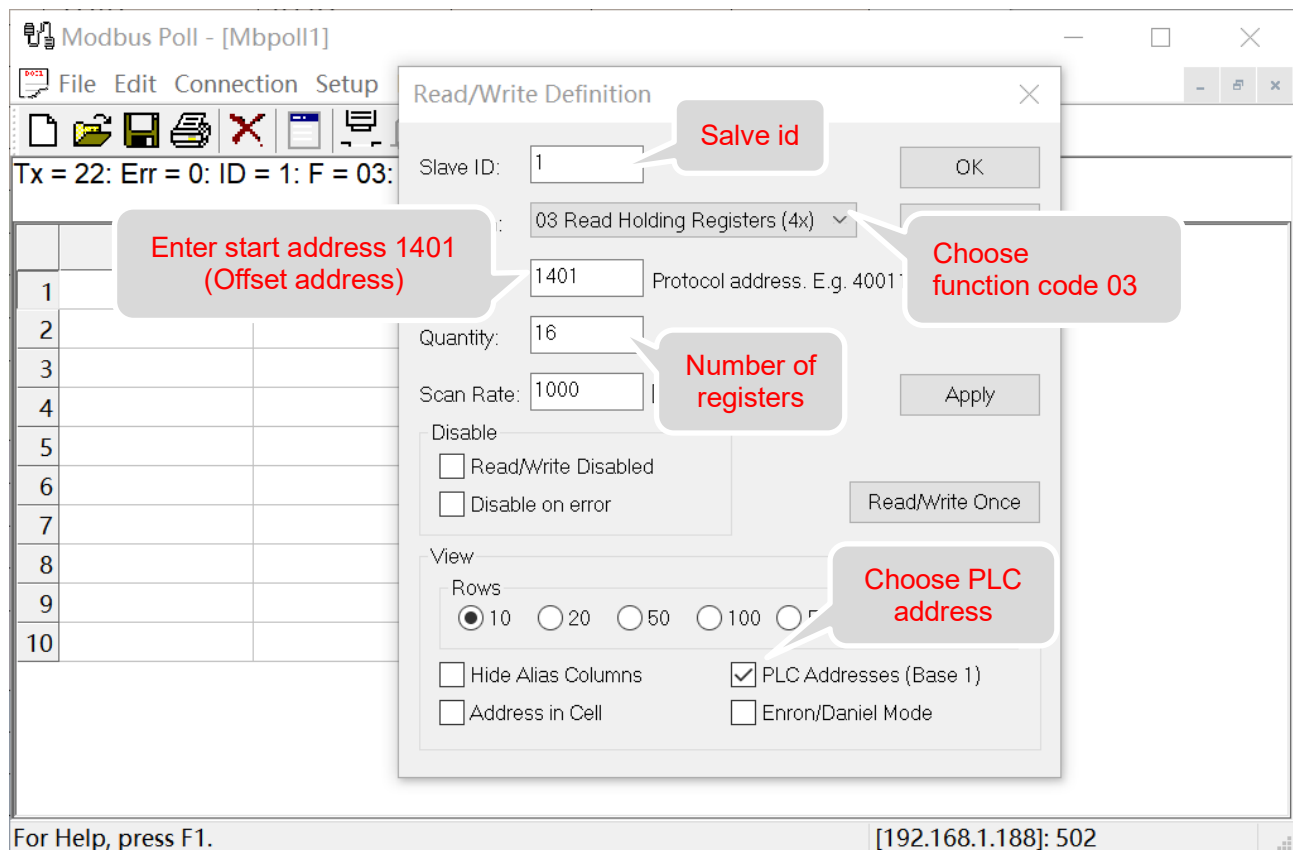 Modbus Poll - [Mbpoll1]
File Edit Connection Setup
Tx = 22: Err = 0: ID = 1: F = 03:
1
2
3
4
5
6
7
8
9
10
Read/Write Definition
Slave ID: 1
Salve id
OK
03 Read Holding Registers (4x)
Choose
function code 03
Enter start address 1401
(Offset address)
1401 Protocol address. E.g.
Quantity: 16
Number of
registers
Scan Rate: 1000
Apply
Disable
Read/Write Disabled
Disable on error
Read/Write Once
View
Rows
10 20 50 100
Choose PLC
address
Hide Alias Columns
PLC Addresses (Base 1)
Address in Cell
Enron/Daniel Mode
For Help, press F1.
[192.168.1.188]: 502